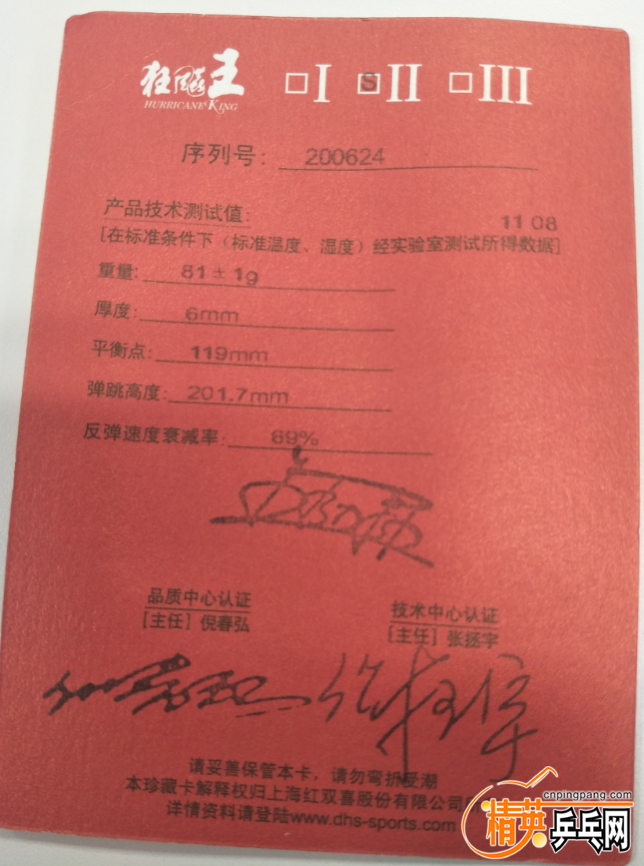 狂飚王 □I S II □III
HURRICANE KING
序列号： 200624
产品技术测试值： 11 08
[在标准条件下（标准温度、湿度）经实验室测试所得数据]
重量： 81±1g
厚度： 6mm
平衡点： 119mm
弹跳高度： 201.7mm
反弹速度衰减率： 69%
品质中心认证 技术中心认证
[主任] 倪春弘 [主任] 张拯宇
请妥善保管本卡，请勿弯折受潮
本珍藏卡解释权归上海红双喜股份有限公司
详情资料请登陆www.dhs-sports.com
cnpingpang.com
精英乒乓网